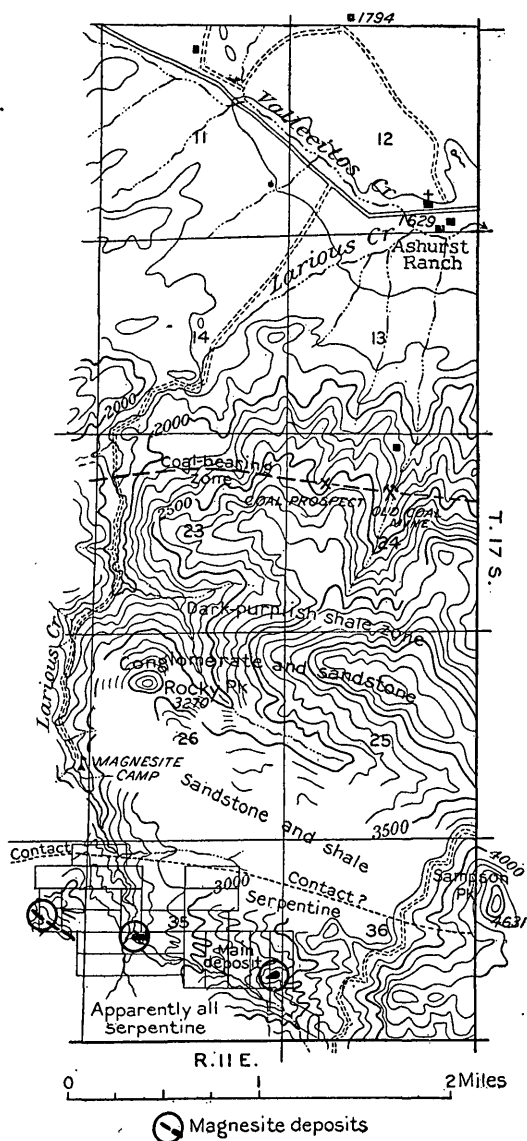 1794
11
12
Vallecitos Cr
1629
Ashurst
Ranch
Larious Cr
14
13
2000
2000
Coal-bearing
zone
COAL PROSPECT
OLD COAL
MINE
2500
23
24
T. 17 S.
Dark-purplish shale zone
Conglomerate and sandstone
Rocky Pk
3270
Larious Cr
26
25
MAGNESITE
CAMP
Sandstone and shale
3500
4000
Contact
Contact?
3000
Serpentine
Sampson
Pk
4631
35
36
Main
deposit
Apparently all
serpentine
R. 11 E.
0 1 2 Miles
Magnesite deposits